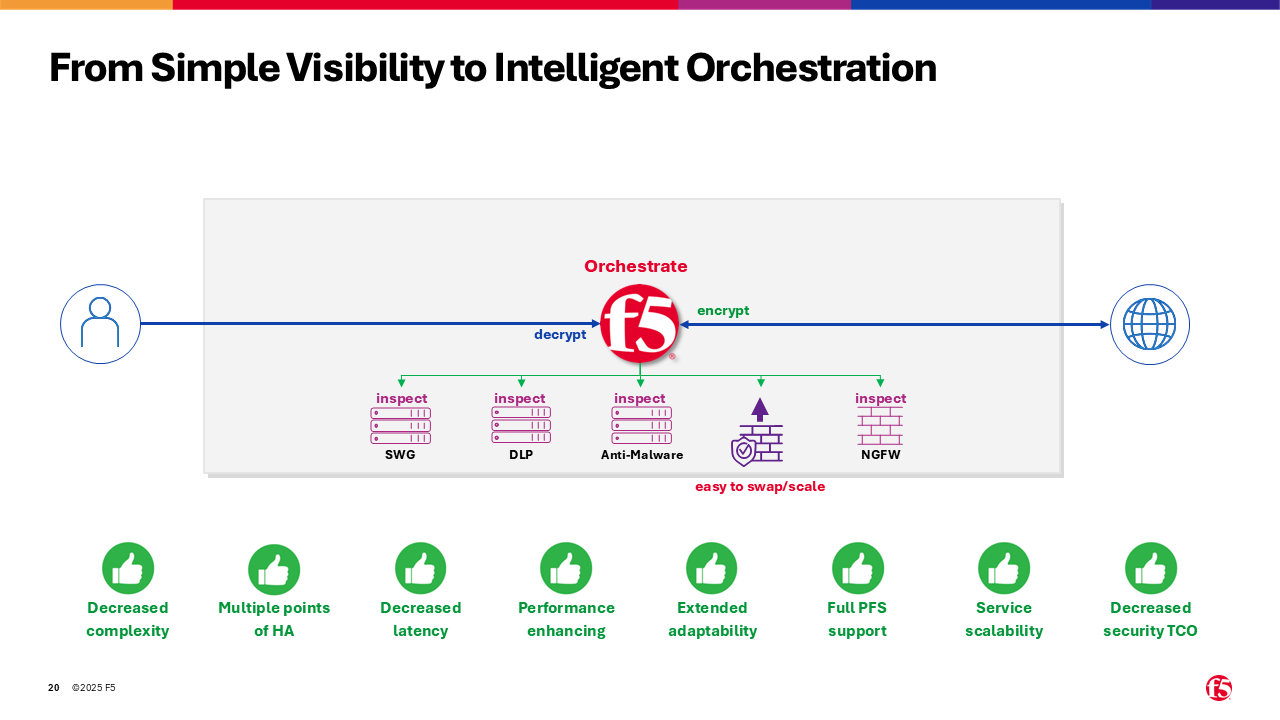 From Simple Visibility to Intelligent Orchestration
Orchestrate
f5
®
encrypt
decrypt
inspect
inspect
inspect
inspect
SWG
DLP
Anti-Malware
NGFW
easy to swap/scale
Decreased
complexity
Multiple points
of HA
Decreased
latency
Performance
enhancing
Extended
adaptability
Full PFS
support
Service
scalability
Decreased
security TCO
20 ©2025 F5
f5